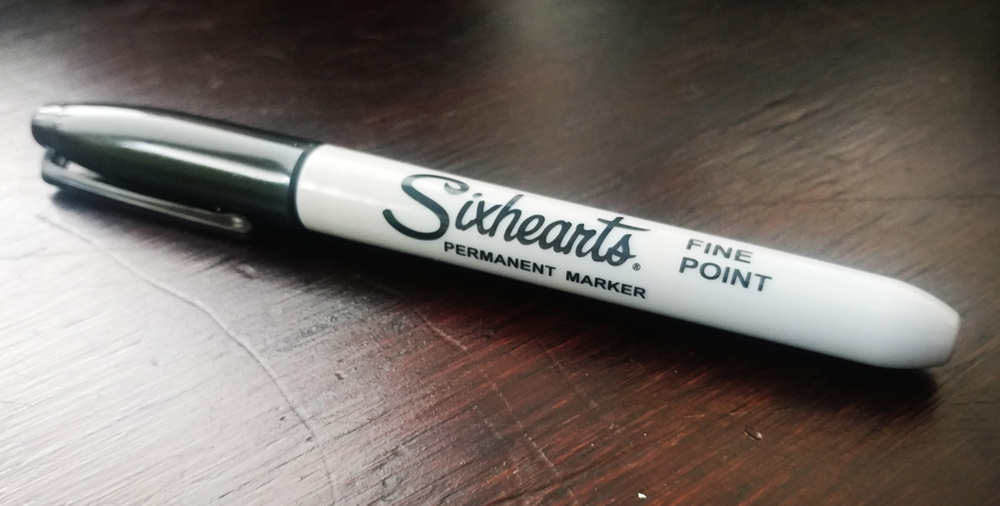 Sixhearts®
PERMANENT MARKER
FINE
POINT